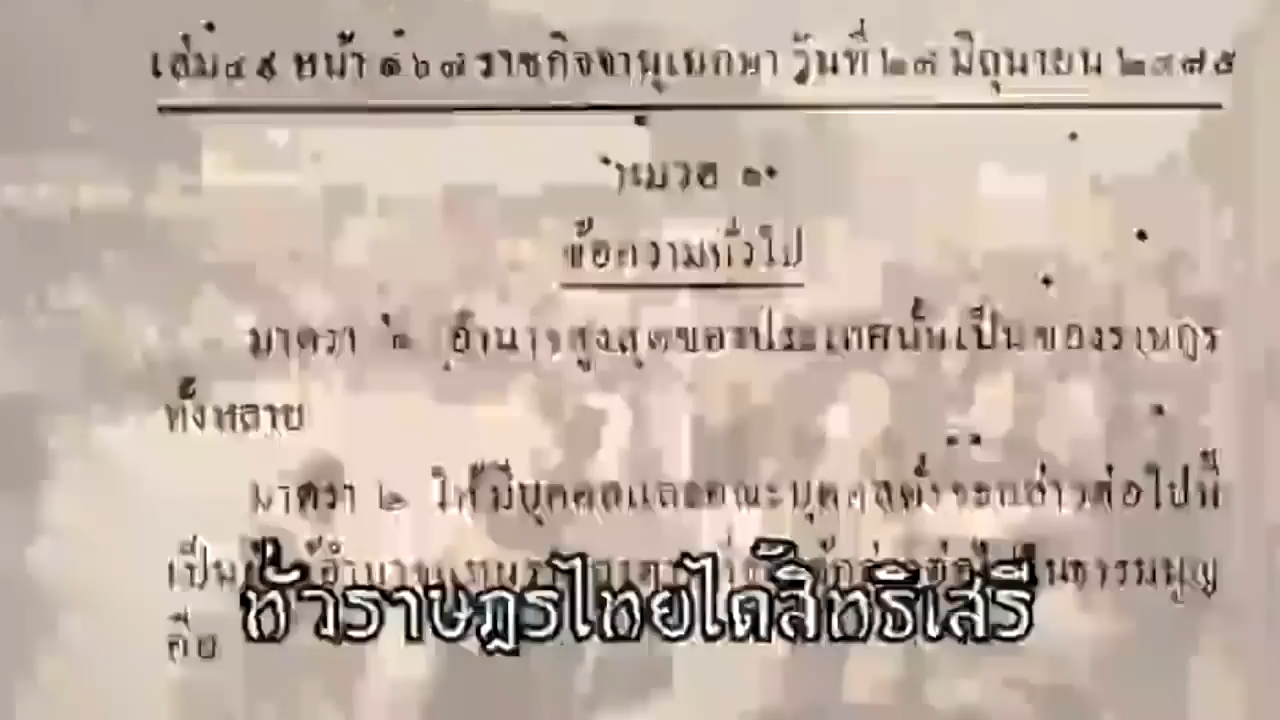 เล่ม ๔๙ หน้า ๑๖๗ ราชกิจจานุเบกษา วันที่ ๒๗ มิถุนายน ๒๔๗๕
หมวด ๑
ข้อความทั่วไป
มาตรา ๑ อำนาจสูงสุดของประเทศนั้นเป็นของราษฎร
ทั้งหลาย
มาตรา ๒ ให้มีบุคคลและคณะบุคคลดั่งจะกล่าวต่อไปนี้
เป็น
คือ
ทั่วราษฎรไทยได้สิทธิเสรี